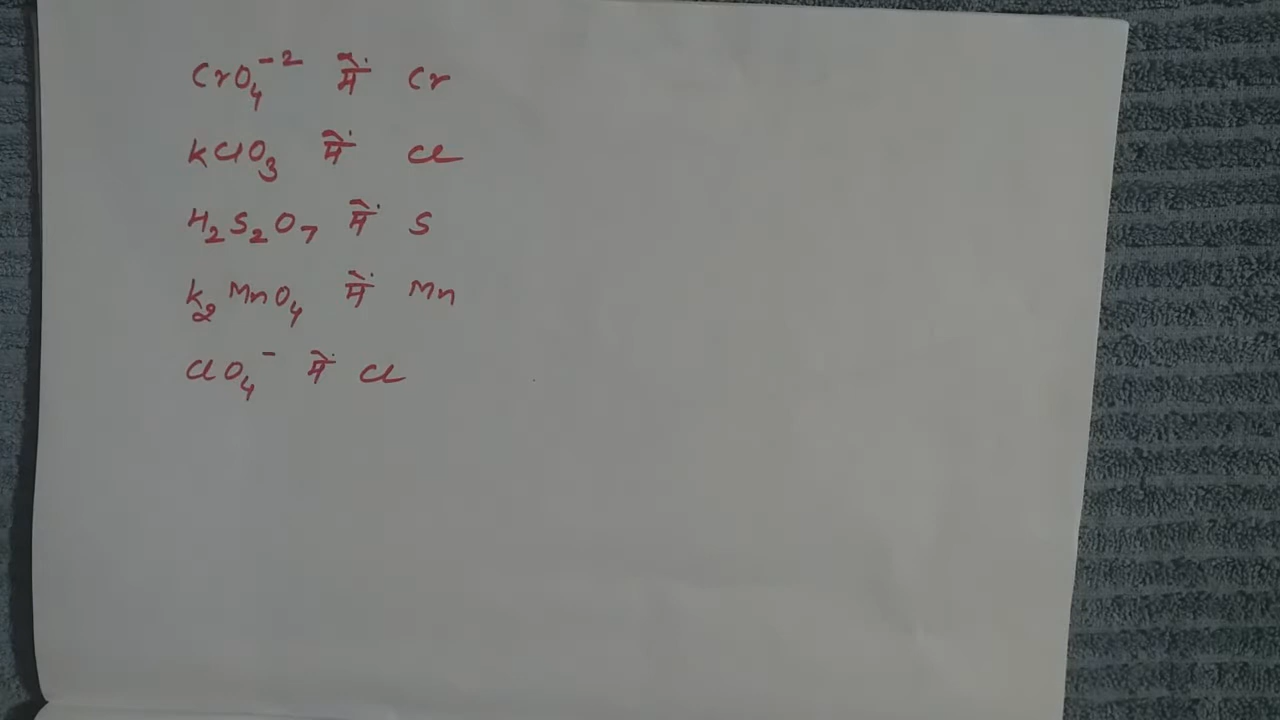 CrO₄⁻² में Cr
KClO₃ में Cl
H₂S₂O₇ में S
K₂MnO₄ में Mn
ClO₄⁻ में Cl